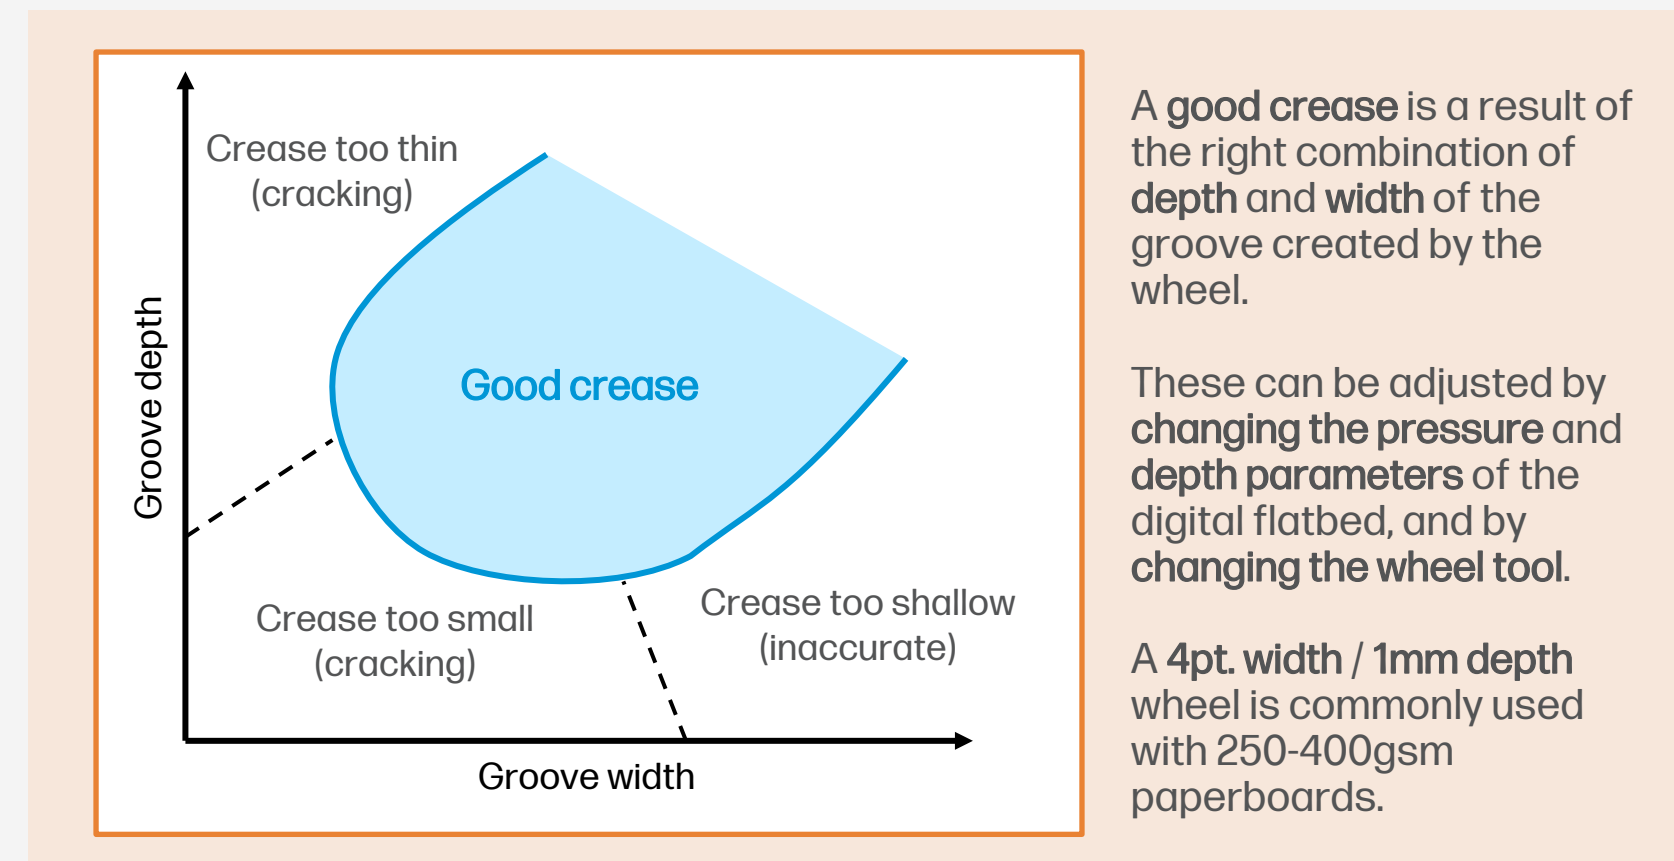 Crease too thin
(cracking)
Good crease
Groove depth
Crease too small
(cracking)
Crease too shallow
(inaccurate)
Groove width
A good crease is a result of
the right combination of
depth and width of the
groove created by the
wheel.
These can be adjusted by
changing the pressure and
depth parameters of the
digital flatbed, and by
changing the wheel tool.
A 4pt. width / 1mm depth
wheel is commonly used
with 250-400gsm
paperboards.